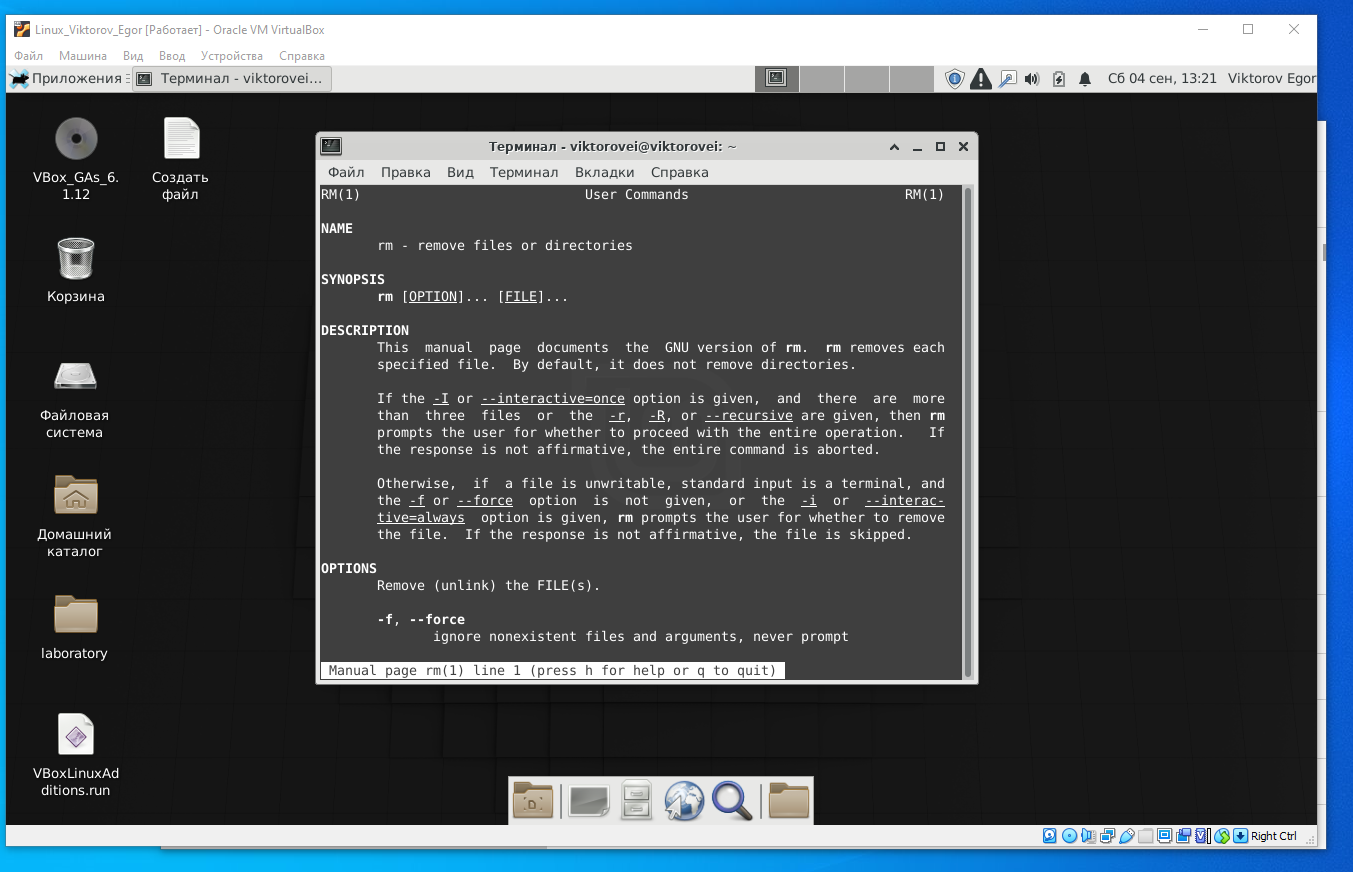 Linux_Viktorov_Egor [Работает] - Oracle VM VirtualBox
Файл Машина Вид Ввод Устройства Справка
Приложения Терминал - viktorovei... Сб 04 сен, 13:21 Viktorov Egor
VBox_GAs_6.
1.12
Создать
файл
Корзина
Файловая
система
Домашний
каталог
laboratory
VBoxLinuxAd
ditions.run
Терминал - viktorovei@viktorovei: ~
Файл Правка Вид Терминал Вкладки Справка
RM(1) User Commands RM(1)
NAME
rm - remove files or directories
SYNOPSIS
rm [OPTION]... [FILE]...
DESCRIPTION
This manual page documents the GNU version of rm. rm removes each
specified file. By default, it does not remove directories.
If the -I or --interactive=once option is given, and there are more
than three files or the -r, -R, or --recursive are given, then rm
prompts the user for whether to proceed with the entire operation. If
the response is not affirmative, the entire command is aborted.
Otherwise, if a file is unwritable, standard input is a terminal, and
the -f or --force option is not given, or the -i or --interac-
tive=always option is given, rm prompts the user for whether to remove
the file. If the response is not affirmative, the file is skipped.
OPTIONS
Remove (unlink) the FILE(s).
-f, --force
ignore nonexistent files and arguments, never prompt
Manual page rm(1) line 1 (press h for help or q to quit)
Right Ctrl